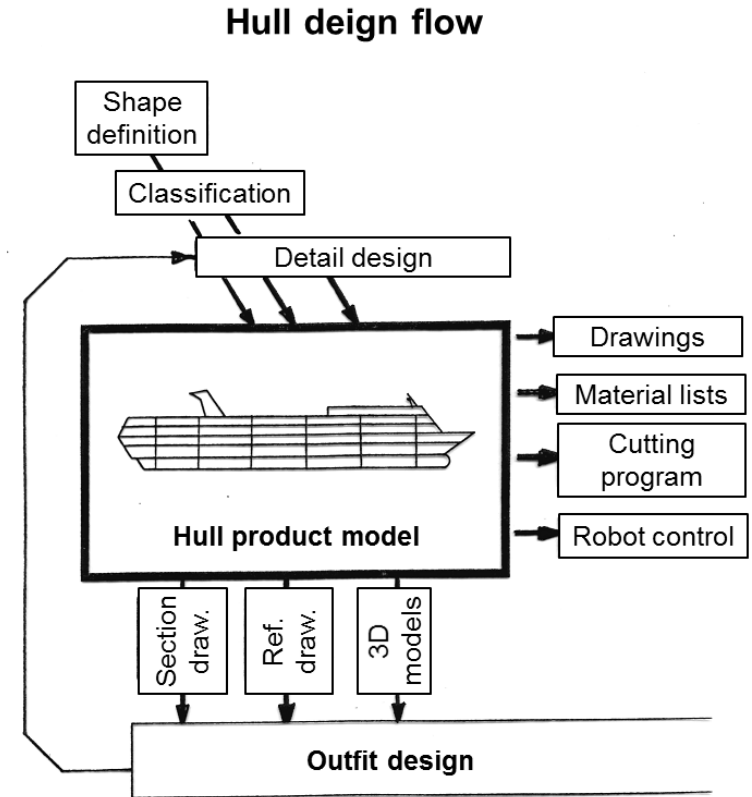 Hull deign flow
Shape
definition
Classification
Detail design
Drawings
Material lists
Cutting
program
Robot control
Hull product model
Section
draw.
Ref.
draw.
3D
models
Outfit design